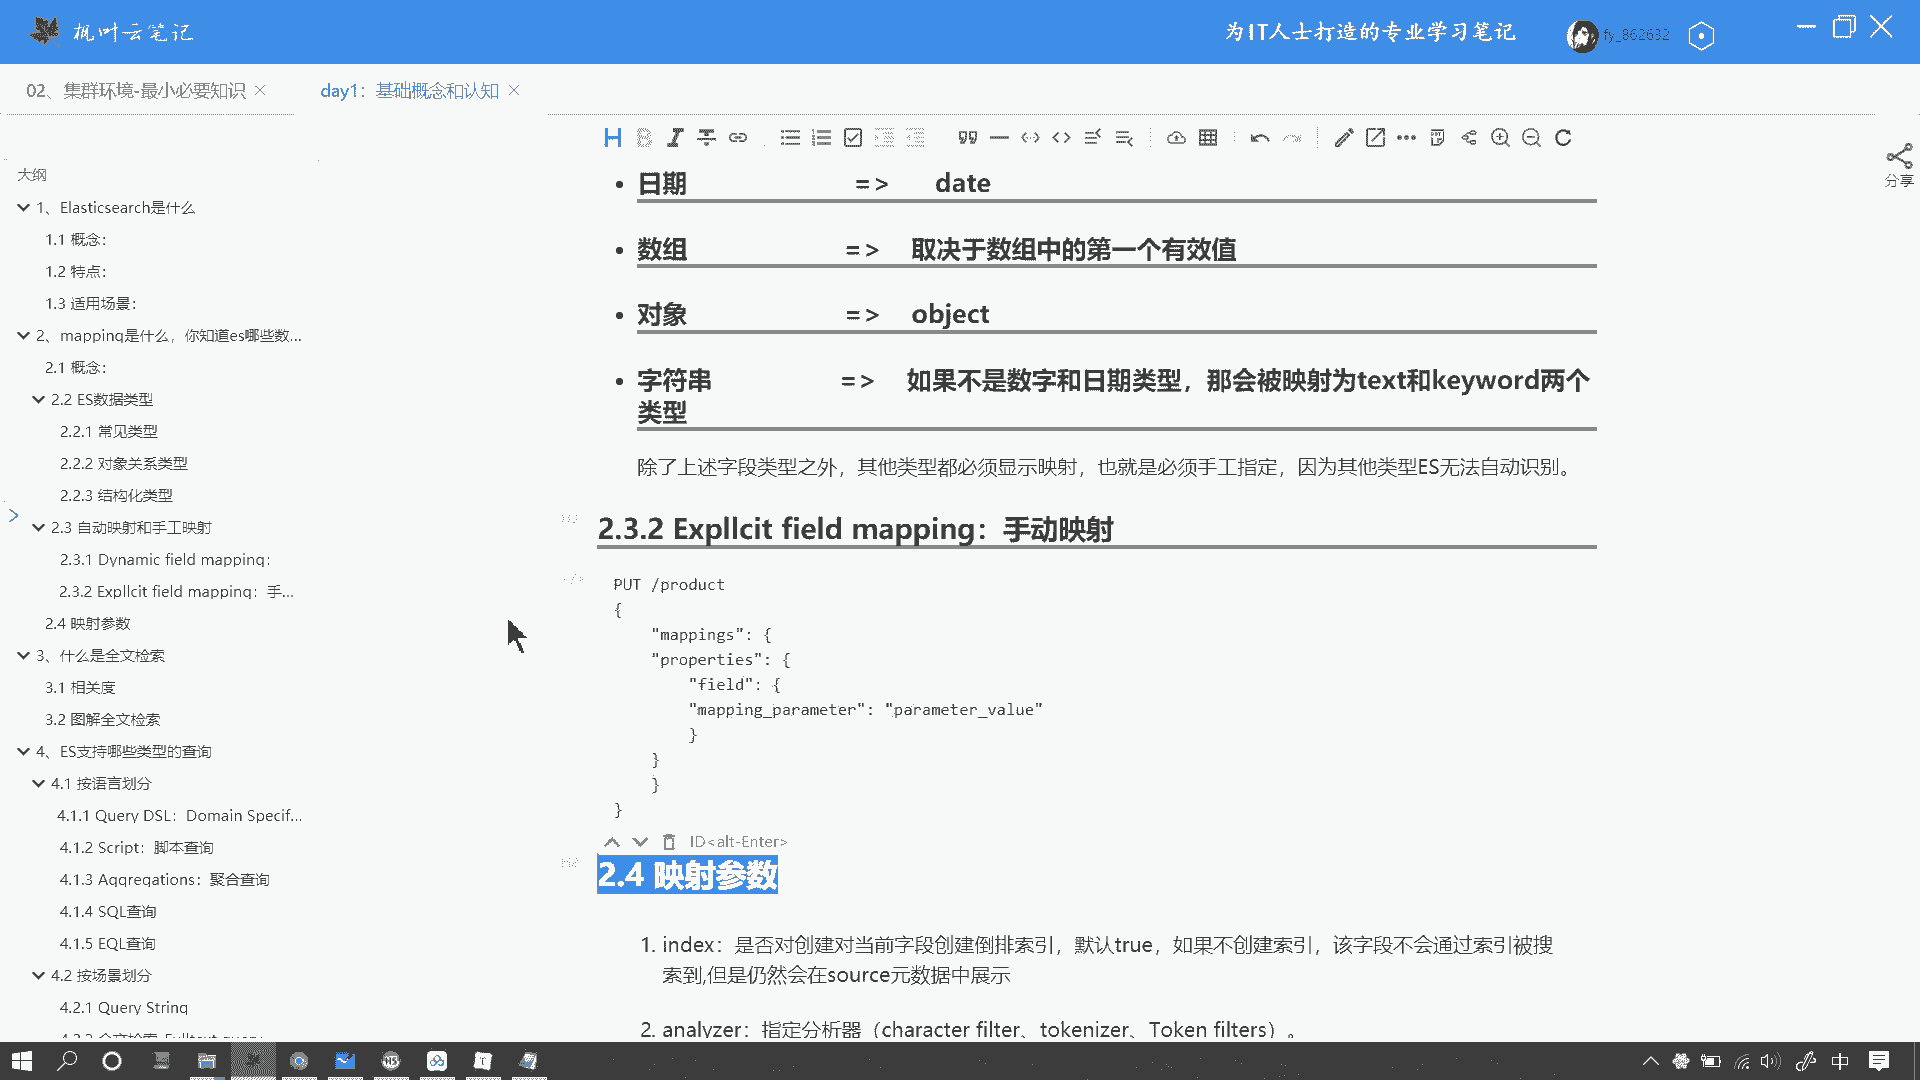 枫叶云笔记
为IT人士打造的专业学习笔记
fy_862632
02、集群环境-最小必要知识
day1：基础概念和认知
分享
大纲
1、Elasticsearch是什么
1.1 概念：
1.2 特点：
1.3 适用场景：
2、mapping是什么，你知道es哪些数...
2.1 概念：
2.2 ES数据类型
2.2.1 常见类型
2.2.2 对象关系类型
2.2.3 结构化类型
2.3 自动映射和手工映射
2.3.1 Dynamic field mapping：
2.3.2 Expllcit field mapping：手...
2.4 映射参数
3、什么是全文检索
3.1 相关度
3.2 图解全文检索
4、ES支持哪些类型的查询
4.1 按语言划分
4.1.1 Query DSL：Domain Specif...
4.1.2 Script：脚本查询
4.1.3 Aggregations：聚合查询
4.1.4 SQL查询
4.1.5 EQL查询
4.2 按场景划分
4.2.1 Query String
日期 => date
数组 => 取决于数组中的第一个有效值
对象 => object
字符串 => 如果不是数字和日期类型，那会被映射为text和keyword两个
类型
除了上述字段类型之外，其他类型都必须显示映射，也就是必须手工指定，因为其他类型ES无法自动识别。
2.3.2 Expllcit field mapping：手动映射
PUT /product
{
"mappings": {
"properties": {
"field": {
"mapping_parameter": "parameter_value"
}
}
}
}
ID<alt-Enter>
2.4 映射参数
1. index：是否对创建对当前字段创建倒排索引，默认true，如果不创建索引，该字段不会通过索引被搜
索到,但是仍然会在source元数据中展示
2. analyzer：指定分析器（character filter、tokenizer、Token filters）。
中